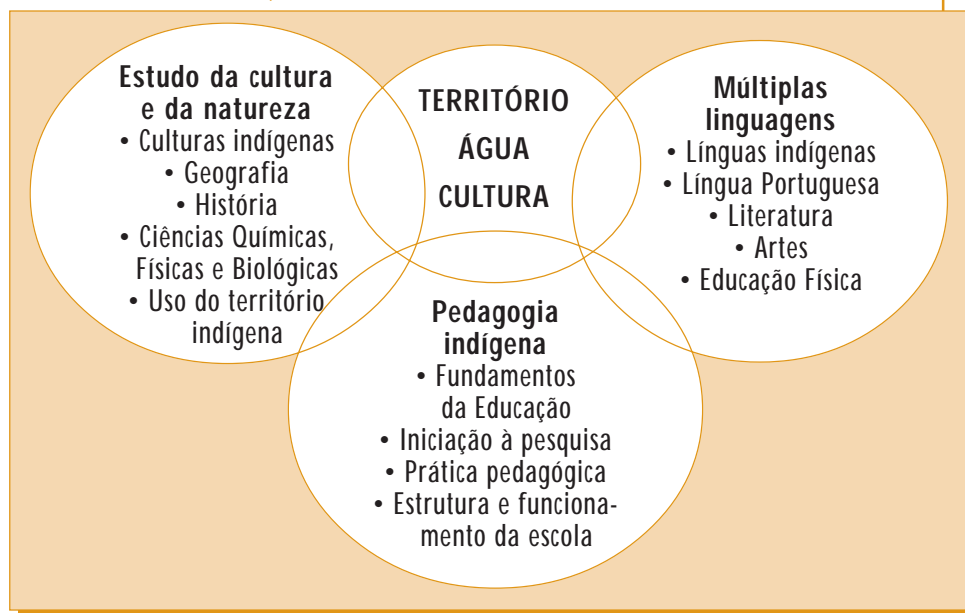 Estudo da cultura
e da natureza
• Culturas indígenas
• Geografia
• História
• Ciências Químicas,
Físicas e Biológicas
• Uso do território
indígena
TERRITÓRIO
ÁGUA
CULTURA
Múltiplas
linguagens
• Línguas indígenas
• Língua Portuguesa
• Literatura
• Artes
• Educação Física
Pedagogia
indígena
• Fundamentos
da Educação
• Iniciação à pesquisa
• Prática pedagógica
• Estrutura e funciona-
mento da escola